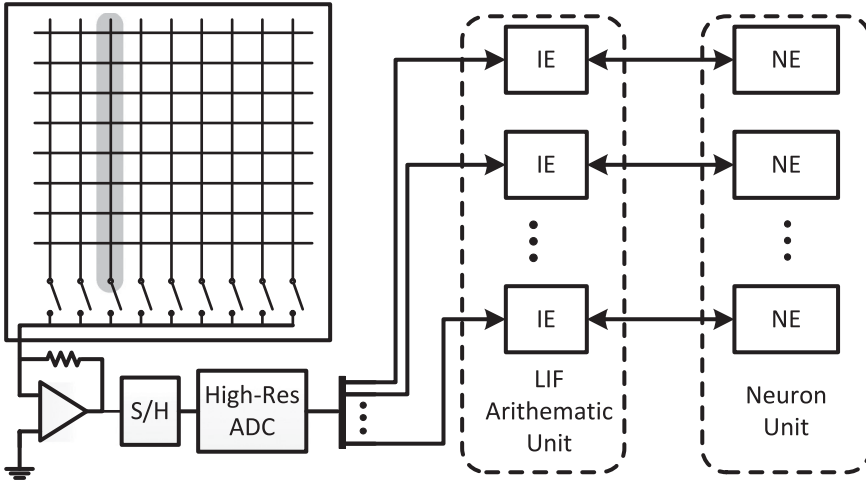 IE
NE
IE
NE
IE
NE
LIF
Arithematic
Unit
Neuron
Unit
S/H
High-Res
ADC